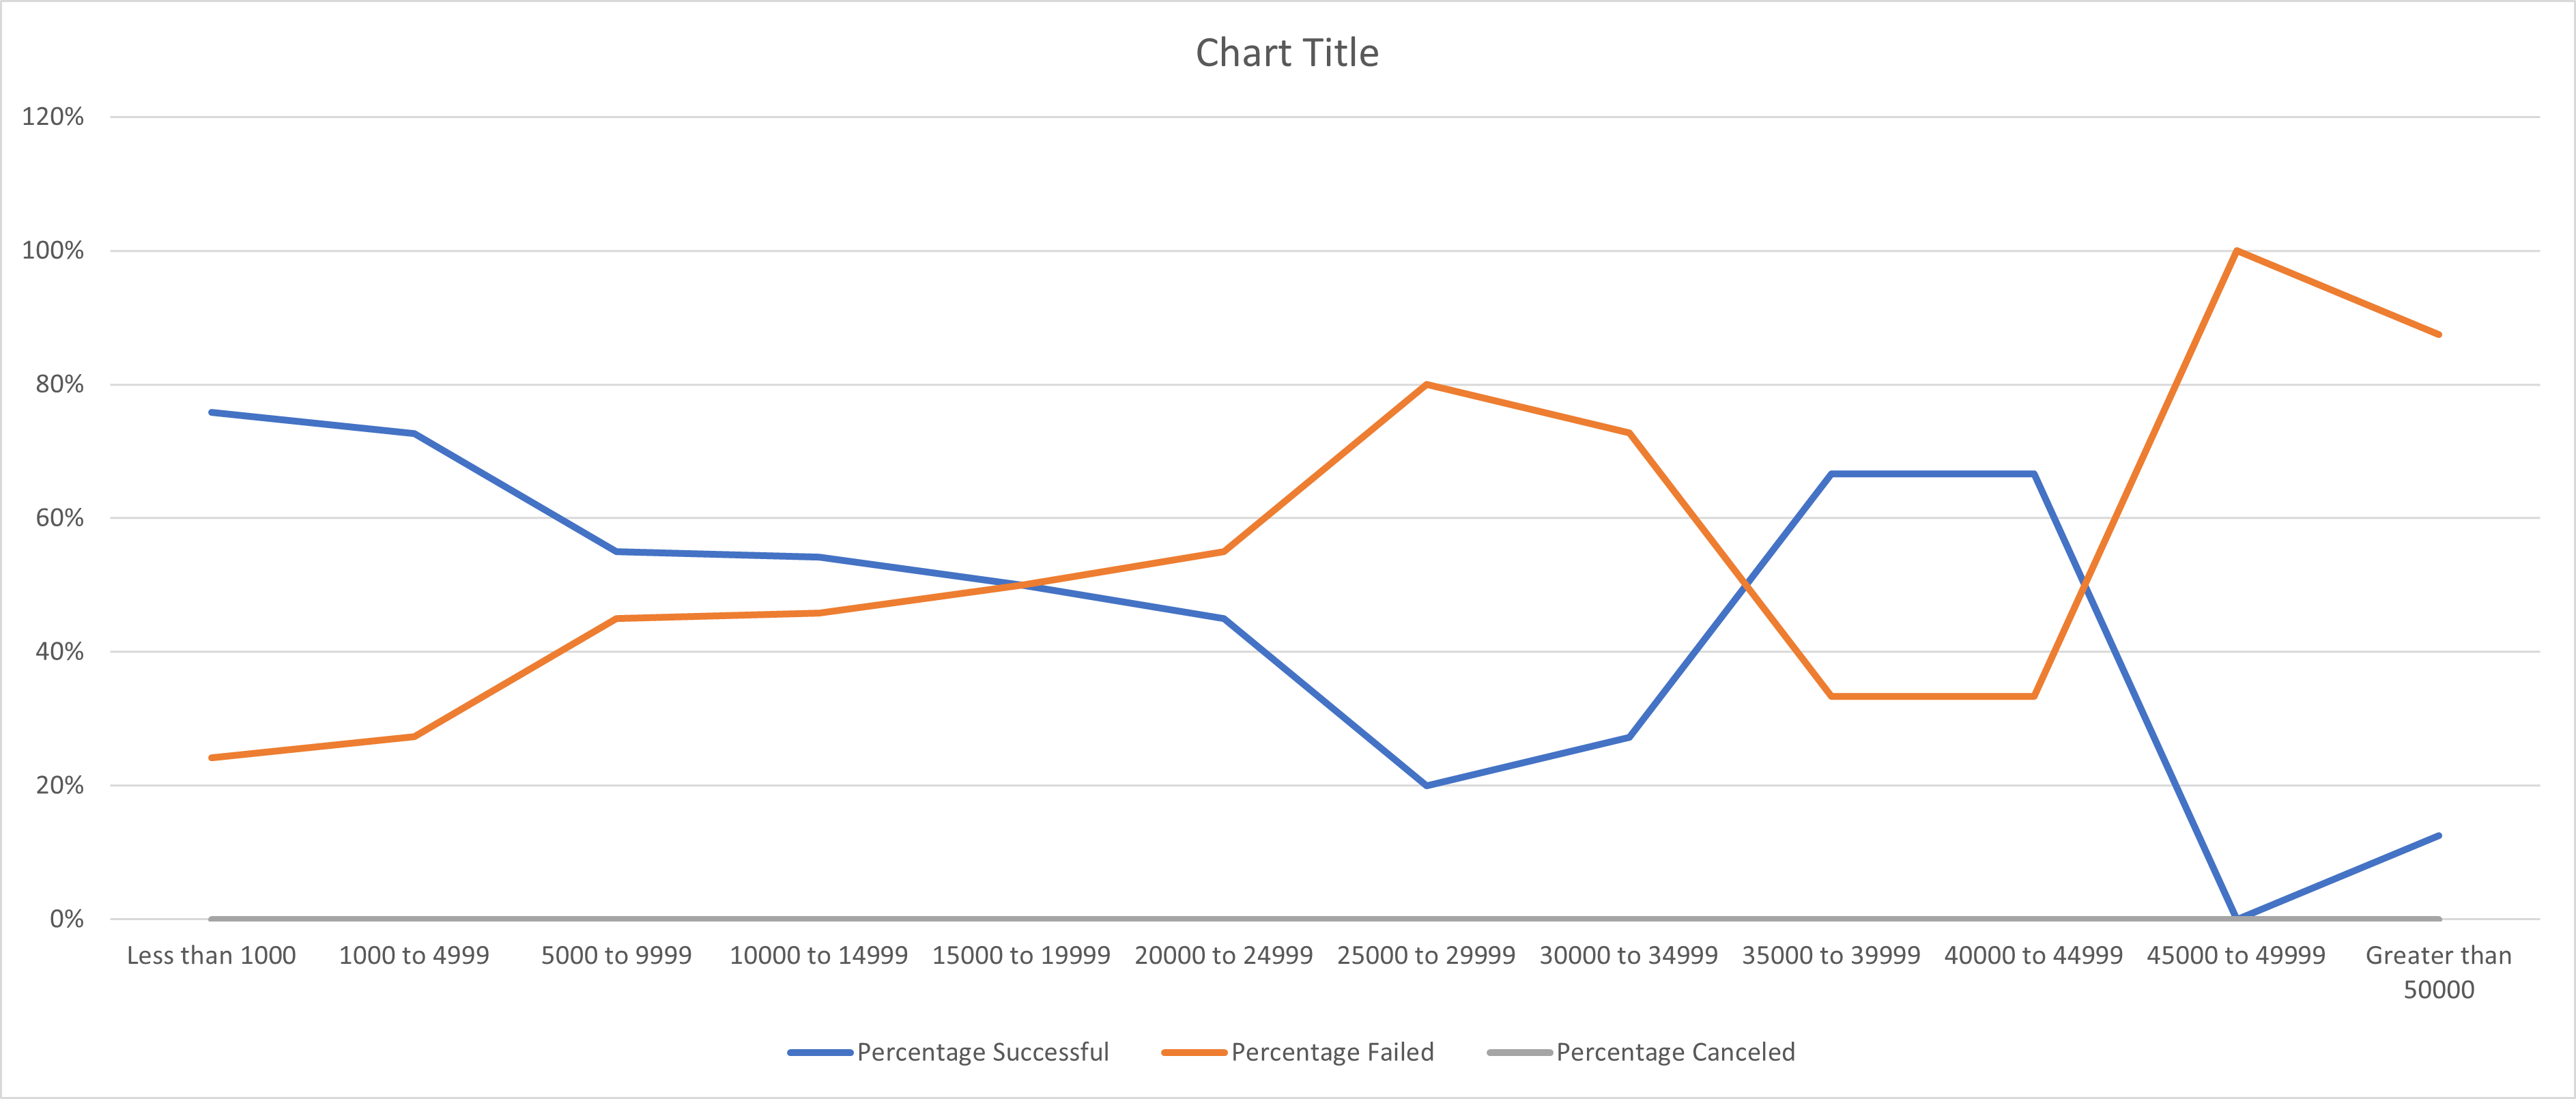 Chart Title
120%
100%
80%
60%
40%
20%
0%
Less than 1000 1000 to 4999 5000 to 9999 10000 to 14999 15000 to 19999 20000 to 24999 25000 to 29999 30000 to 34999 35000 to 39999 40000 to 44999 45000 to 49999 Greater than
50000
Percentage Successful Percentage Failed Percentage Canceled